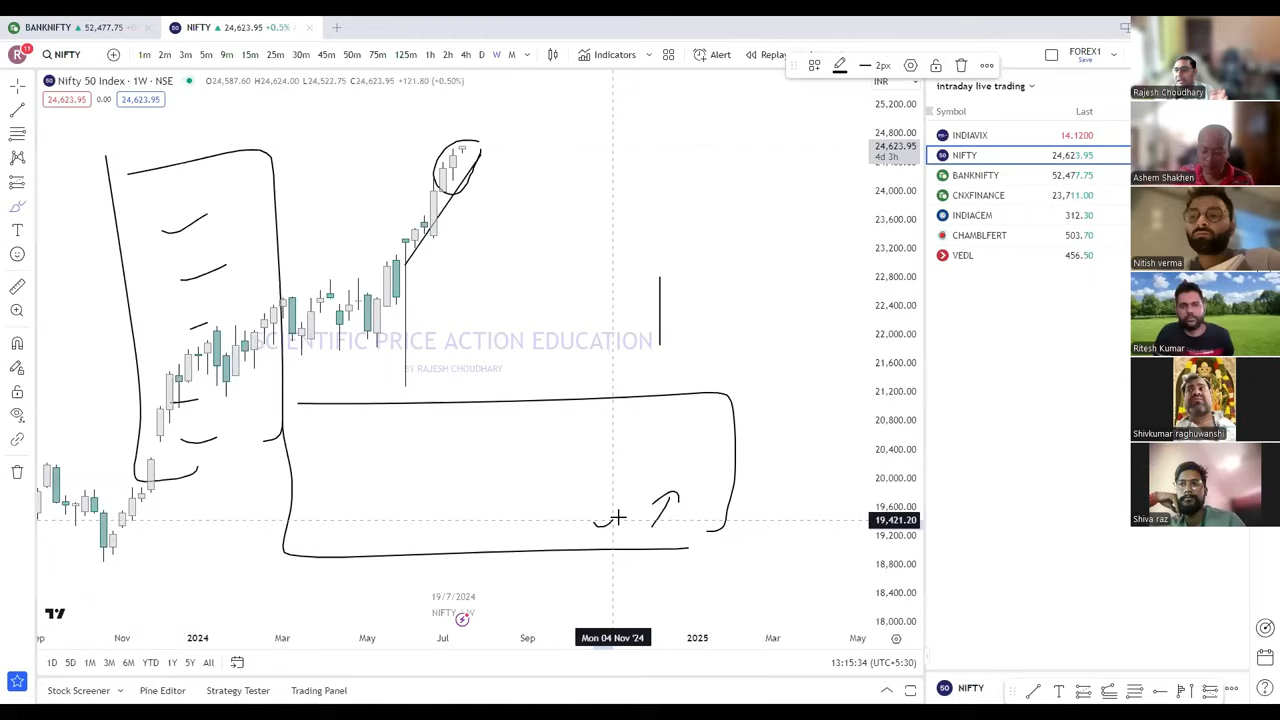 BANKNIFTY ▲ 52,477.75
NIFTY ▲ 24,623.95 +0.5%
R 11 NIFTY 1m 2m 3m 5m 9m 15m 25m 30m 45m 50m 75m 125m 1h 2h 4h D W M Indicators Alert Replay
2px
FOREX1
Save
Nifty 50 Index · 1W · NSE O24,587.60 H24,624.00 L24,522.75 C24,623.95 +121.80 (+0.50%)
INR
24,623.95 0.00 24,623.95
25,200.00
24,800.00
24,623.95
4d 3h
24,000.00
23,600.00
23,200.00
22,800.00
22,400.00
22,000.00
21,600.00
21,200.00
20,800.00
20,400.00
20,000.00
19,600.00
19,421.20
19,200.00
18,800.00
18,400.00
18,000.00
SCIENTIFIC PRICE ACTION EDUCATION
BY RAJESH CHOUDHARY
19/7/2024
NIFTY W
Nov 2024 Mar May Jul Sep Mon 04 Nov '24 2025 Mar May
1D 5D 1M 3M 6M YTD 1Y 5Y All
13:15:34 (UTC+5:30)
Stock Screener Pine Editor Strategy Tester Trading Panel
intraday live trading
Symbol Last
INDIAVIX 14.1200
NIFTY 24,623.95
BANKNIFTY 52,477.75
CNXFINANCE 23,711.00
INDIACEM 312.30
CHAMBLFERT 503.70
VEDL 456.50
50 NIFTY
Rajesh Choudhary
Ashem Shakhen
Nitish verma
Ritesh Kumar
Shivkumar raghuwanshi
Shiva raz